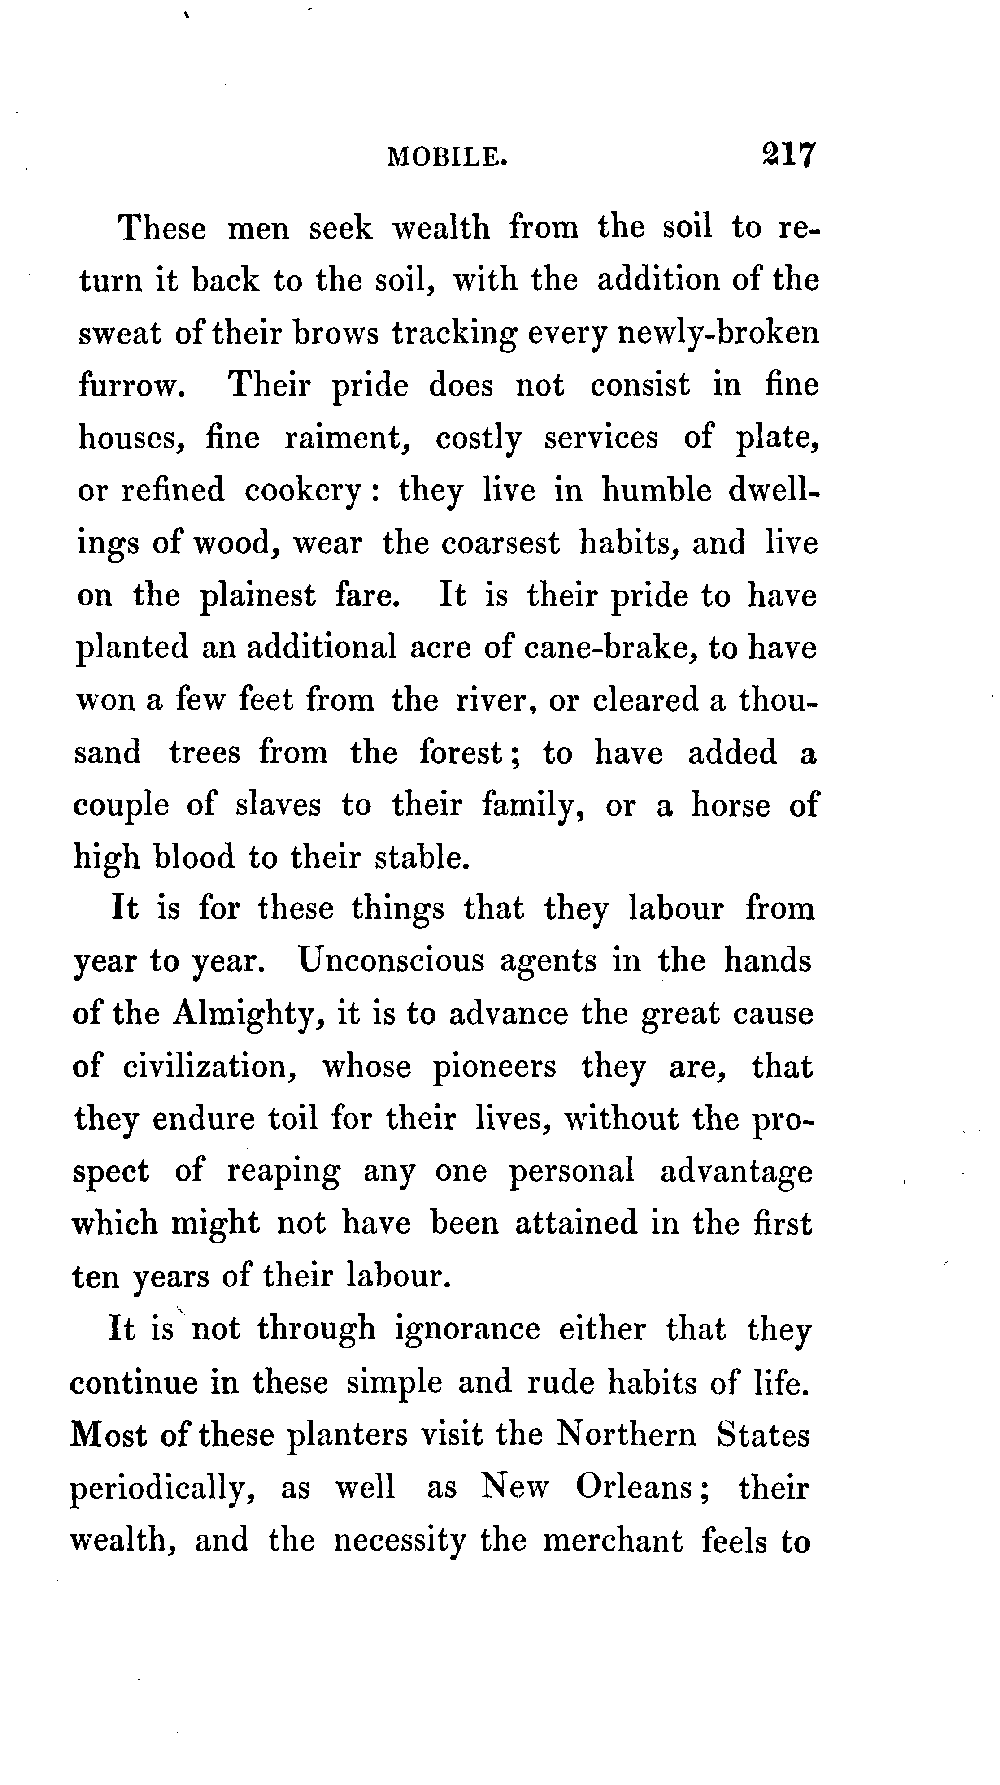 MOBILE. 217
These men seek wealth from the soil to re-
turn it back to the soil, with the addition of the
sweat of their brows tracking every newly-broken
furrow. Their pride does not consist in fine
houses, fine raiment, costly services of plate,
or refined cookery : they live in humble dwell-
ings of wood, wear the coarsest habits, and live
on the plainest fare. It is their pride to have
planted an additional acre of cane-brake, to have
won a few feet from the river, or cleared a thou-
sand trees from the forest ; to have added a
couple of slaves to their family, or a horse of
high blood to their stable.
It is for these things that they labour from
year to year. Unconscious agents in the hands
of the Almighty, it is to advance the great cause
of civilization, whose pioneers they are, that
they endure toil for their lives, without the pro-
spect of reaping any one personal advantage
which might not have been attained in the first
ten years of their labour.
It is not through ignorance either that they
continue in these simple and rude habits of life.
Most of these planters visit the Northern States
periodically, as well as New Orleans ; their
wealth, and the necessity the merchant feels to